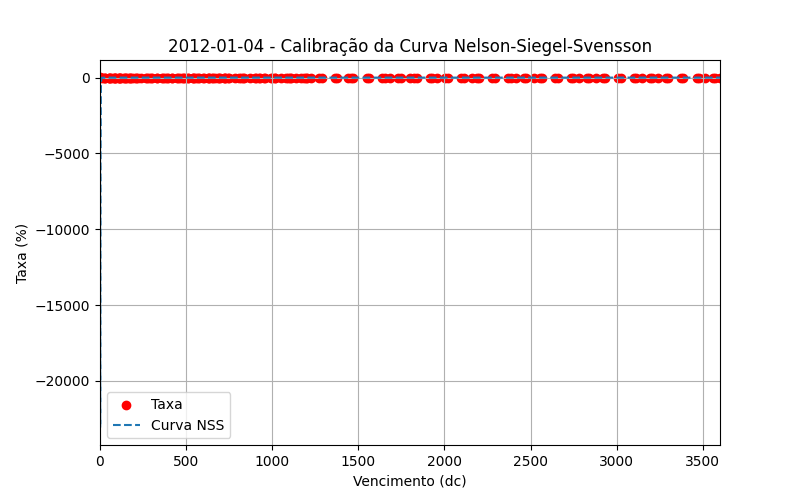 2012-01-04 - Calibração da Curva Nelson-Siegel-Svensson
Taxa (%)
0
−5000
−10000
−15000
−20000
Taxa
Curva NSS
0 500 1000 1500 2000 2500 3000 3500
Vencimento (dc)